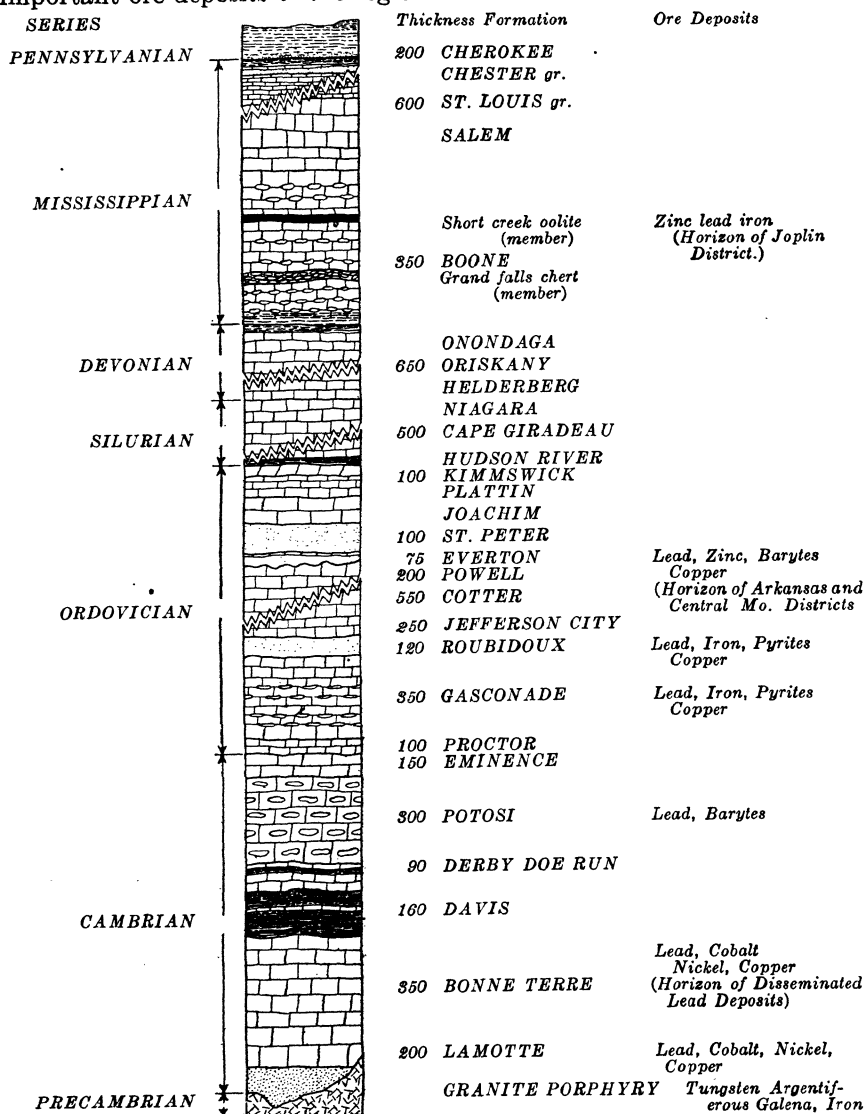 SERIES Thickness Formation Ore Deposits
PENNSYLVANIAN 200 CHEROKEE
CHESTER gr.
600 ST. LOUIS gr.
SALEM
MISSISSIPPIAN
Short creek oolite Zinc lead iron
(member) (Horizon of Joplin
350 BOONE District.)
Grand falls chert
(member)
ONONDAGA
DEVONIAN 650 ORISKANY
HELDERBERG
NIAGARA
SILURIAN 500 CAPE GIRADEAU
HUDSON RIVER
100 KIMMSWICK
PLATTIN
JOACHIM
100 ST. PETER
75 EVERTON Lead, Zinc, Barytes
200 POWELL Copper
550 COTTER (Horizon of Arkansas and
ORDOVICIAN Central Mo. Districts
250 JEFFERSON CITY
120 ROUBIDOUX Lead, Iron, Pyrites
Copper
350 GASCONADE Lead, Iron, Pyrites
Copper
100 PROCTOR
150 EMINENCE
300 POTOSI Lead, Barytes
90 DERBY DOE RUN
CAMBRIAN 160 DAVIS
Lead, Cobalt
Nickel, Copper
350 BONNE TERRE (Horizon of Disseminated
Lead Deposits)
200 LAMOTTE Lead, Cobalt, Nickel,
Copper
GRANITE PORPHYRY Tungsten Argentif-
PRECAMBRIAN erous Galena, Iron